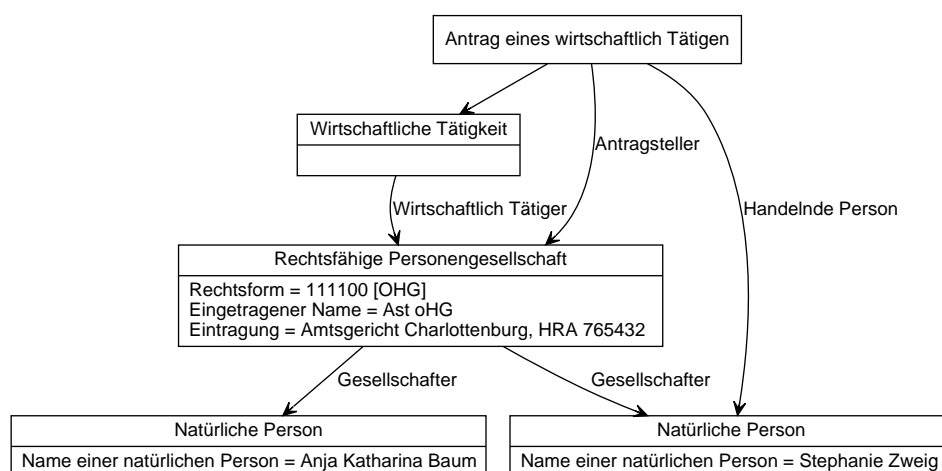 Antrag eines wirtschaftlich Tätigen
Wirtschaftliche Tätigkeit
Antragsteller
Wirtschaftlich Tätiger
Handelnde Person
Rechtsfähige Personengesellschaft
Rechtsform = 111100 [OHG]
Eingetragener Name = Ast oHG
Eintragung = Amtsgericht Charlottenburg, HRA 765432
Gesellschafter
Gesellschafter
Natürliche Person
Name einer natürlichen Person = Anja Katharina Baum
Natürliche Person
Name einer natürlichen Person = Stephanie Zweig